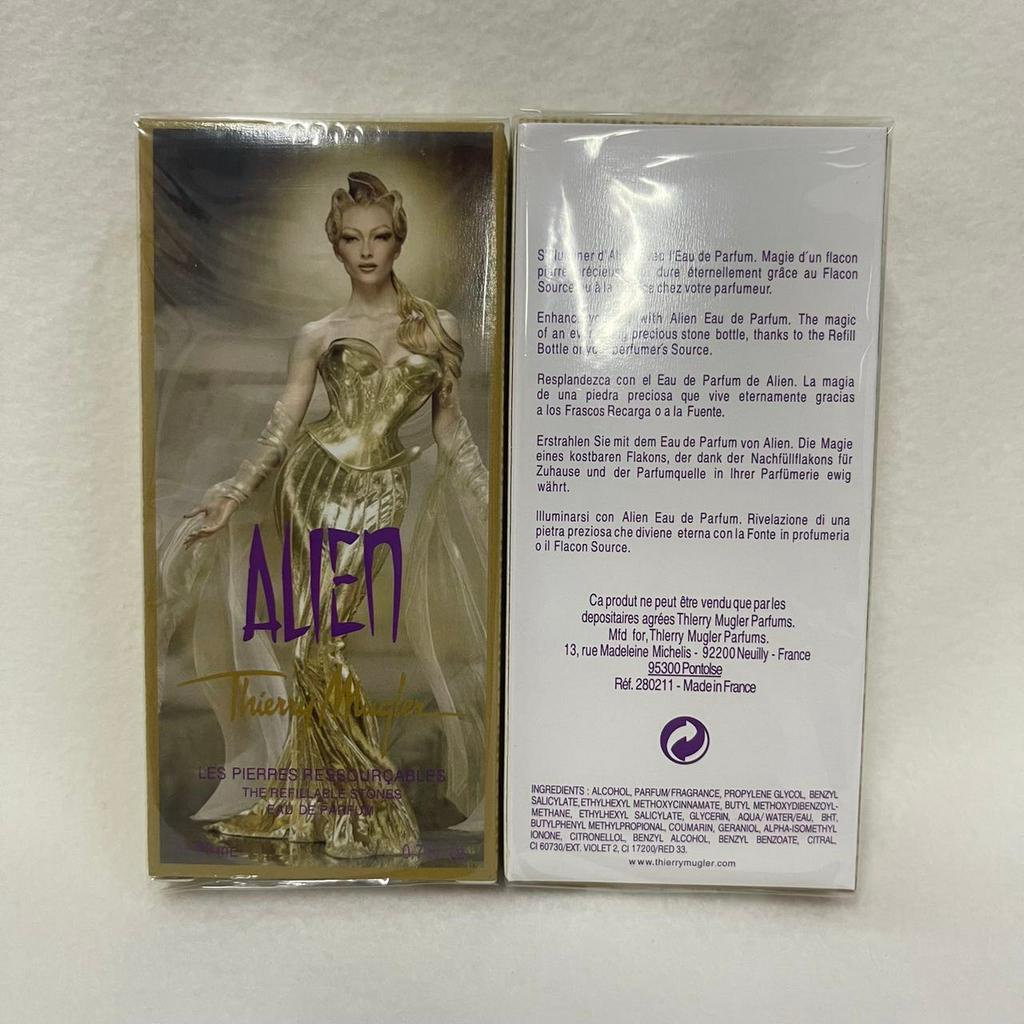 ALIEN
Thierry Mugler
LES PIERRES RESSOURÇABLES
THE REFILLABLE STONES
EAU DE PARFUM
ML
d'Al l'Eau de Parfum. Magie d'un flacon
dure éternellement grâce au Flacon
Source à la chez votre parfumeur.
Enhance with Alien Eau de Parfum. The magic
of an precious stone bottle, thanks to the Refill
Bottle or perfumer's Source.
Resplandezca con el Eau de Parfum de Alien. La magia
de una piedra preciosa que vive eternamente gracias
a los Frascos Recarga o a la Fuente.
Erstrahlen Sie mit dem Eau de Parfum von Alien. Die Magie
eines kostbaren Flakons, der dank der Nachfüllflakons für
Zuhause und der Parfumquelle in Ihrer Parfümerie ewig
währt.
Illuminarsi con Alien Eau de Parfum. Rivelazione di una
pietra preziosa che diviene eterna con la Fonte in profumeria
o il Flacon Source.
Ca produt ne peut être vendu que par les
depositaires agrées Thlerry Mugler Parfums.
Mfd for, Thlerry Mugler Parfums.
13, rue Madeleine Michelis - 92200 Neuilly - France
95300 Pontolse
Réf. 280211 - Made in France
INGREDIENTS : ALCOHOL, PARFUM/FRAGRANCE, PROPYLENE GLYCOL, BENZYL
SALICYLATE, ETHYLHEXYL METHOXYCINNAMATE, BUTYL METHOXYDIBENZOYL-
METHANE, ETHYLHEXYL SALICYLATE, GLYCERIN, AQUA/WATER/EAU, BHT,
BUTYLPHENYL METHYLPROPIONAL, COUMARIN, GERANIOL, ALPHA-ISOMETHYL
IONONE, CITRONELLOL, BENZYL ALCOHOL, BENZYL BENZOATE, CITRAL,
CI 60730/EXT. VIOLET 2, CI 17200/RED 33.
www.thierrymugler.com